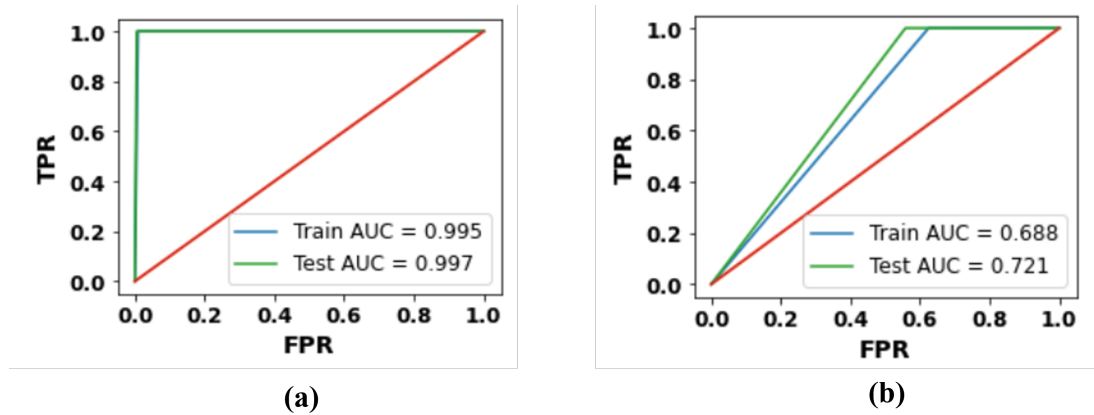 1.0
0.8
0.6
0.4
0.2
0.0
TPR
Train AUC = 0.995
Test AUC = 0.997
0.0 0.2 0.4 0.6 0.8 1.0
FPR
(a)
1.0
0.8
0.6
0.4
0.2
0.0
TPR
Train AUC = 0.688
Test AUC = 0.721
0.0 0.2 0.4 0.6 0.8 1.0
FPR
(b)